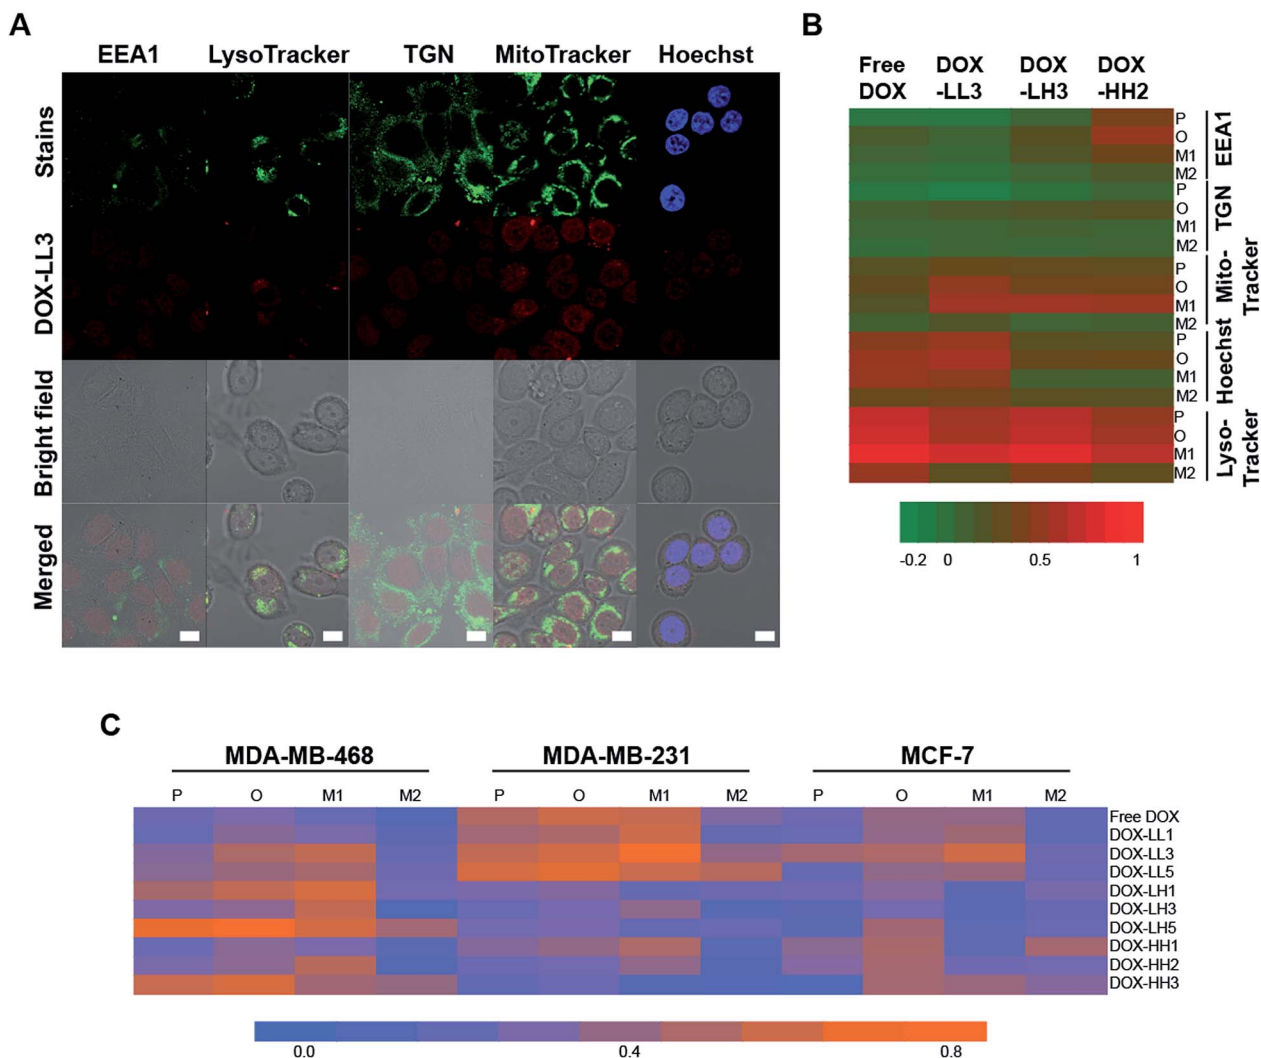 A
EEA1 LysoTracker TGN MitoTracker Hoechst
Stains
DOX-LL3
Bright field
Merged
B
Free DOX DOX DOX
DOX -LL3 -LH3 -HH2
P
O
M1
M2
EEA1
P
O
M1
M2
TGN
P
O
M1
M2
Mito-
Tracker
P
O
M1
M2
Hoechst
P
O
M1
M2
Lyso-
Tracker
-0.2 0 0.5 1
C
MDA-MB-468 MDA-MB-231 MCF-7
P O M1 M2 P O M1 M2 P O M1 M2
Free DOX
DOX-LL1
DOX-LL3
DOX-LL5
DOX-LH1
DOX-LH3
DOX-LH5
DOX-HH1
DOX-HH2
DOX-HH3
0.0 0.4 0.8